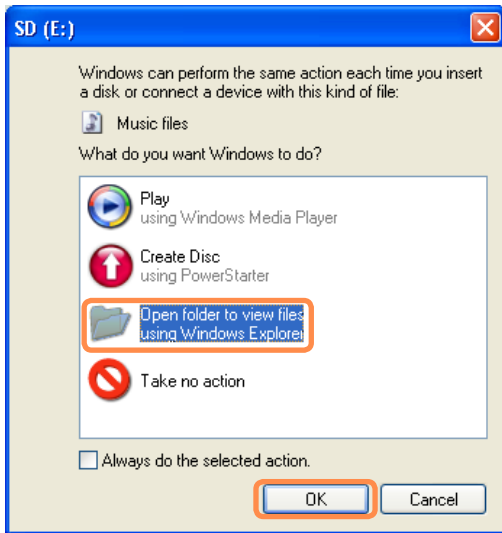 SD (E:)
Windows can perform the same action each time you insert
a disk or connect a device with this kind of file:
Music files
What do you want Windows to do?
Play
using Windows Media Player
Create Disc
using PowerStarter
Open folder to view files
using Windows Explorer
Take no action
Always do the selected action.
OK
Cancel